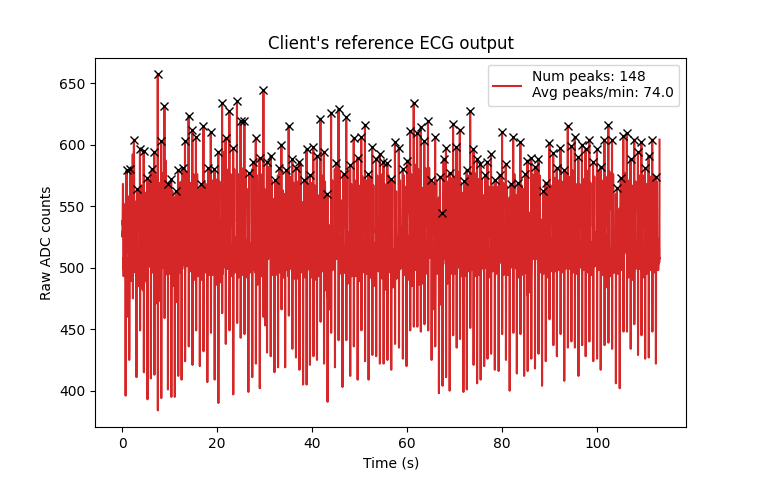 Client's reference ECG output
Num peaks: 148
Avg peaks/min: 74.0
650
600
550
500
450
400
Raw ADC counts
0
20
40
60
80
100
Time (s)